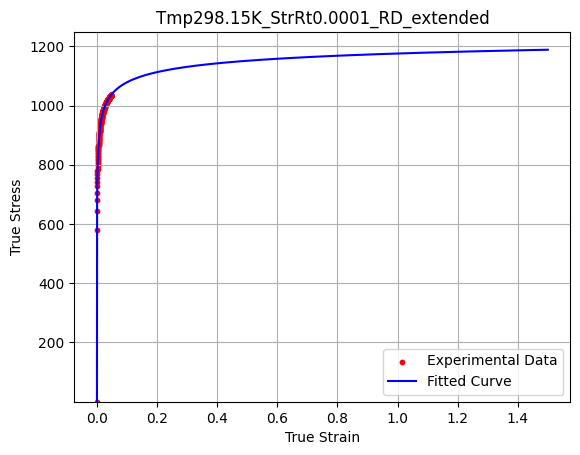 Tmp298.15K_StrRt0.0001_RD_extended
1200
1000
800
600
400
200
True Stress
Experimental Data
Fitted Curve
0.0 0.2 0.4 0.6 0.8 1.0 1.2 1.4
True Strain